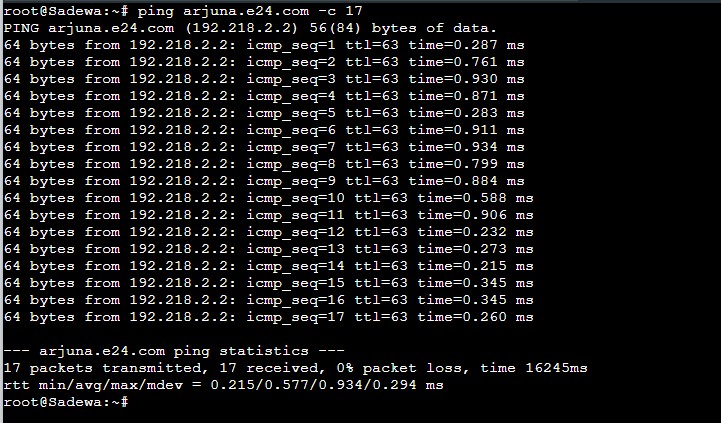 root@Sadewa:~# ping arjuna.e24.com -c 17
PING arjuna.e24.com (192.218.2.2) 56(84) bytes of data.
64 bytes from 192.218.2.2: icmp_seq=1 ttl=63 time=0.287 ms
64 bytes from 192.218.2.2: icmp_seq=2 ttl=63 time=0.761 ms
64 bytes from 192.218.2.2: icmp_seq=3 ttl=63 time=0.930 ms
64 bytes from 192.218.2.2: icmp_seq=4 ttl=63 time=0.871 ms
64 bytes from 192.218.2.2: icmp_seq=5 ttl=63 time=0.283 ms
64 bytes from 192.218.2.2: icmp_seq=6 ttl=63 time=0.911 ms
64 bytes from 192.218.2.2: icmp_seq=7 ttl=63 time=0.934 ms
64 bytes from 192.218.2.2: icmp_seq=8 ttl=63 time=0.799 ms
64 bytes from 192.218.2.2: icmp_seq=9 ttl=63 time=0.884 ms
64 bytes from 192.218.2.2: icmp_seq=10 ttl=63 time=0.588 ms
64 bytes from 192.218.2.2: icmp_seq=11 ttl=63 time=0.906 ms
64 bytes from 192.218.2.2: icmp_seq=12 ttl=63 time=0.232 ms
64 bytes from 192.218.2.2: icmp_seq=13 ttl=63 time=0.273 ms
64 bytes from 192.218.2.2: icmp_seq=14 ttl=63 time=0.215 ms
64 bytes from 192.218.2.2: icmp_seq=15 ttl=63 time=0.345 ms
64 bytes from 192.218.2.2: icmp_seq=16 ttl=63 time=0.345 ms
64 bytes from 192.218.2.2: icmp_seq=17 ttl=63 time=0.260 ms
--- arjuna.e24.com ping statistics ---
17 packets transmitted, 17 received, 0% packet loss, time 16245ms
rtt min/avg/max/mdev = 0.215/0.577/0.934/0.294 ms
root@Sadewa:~#